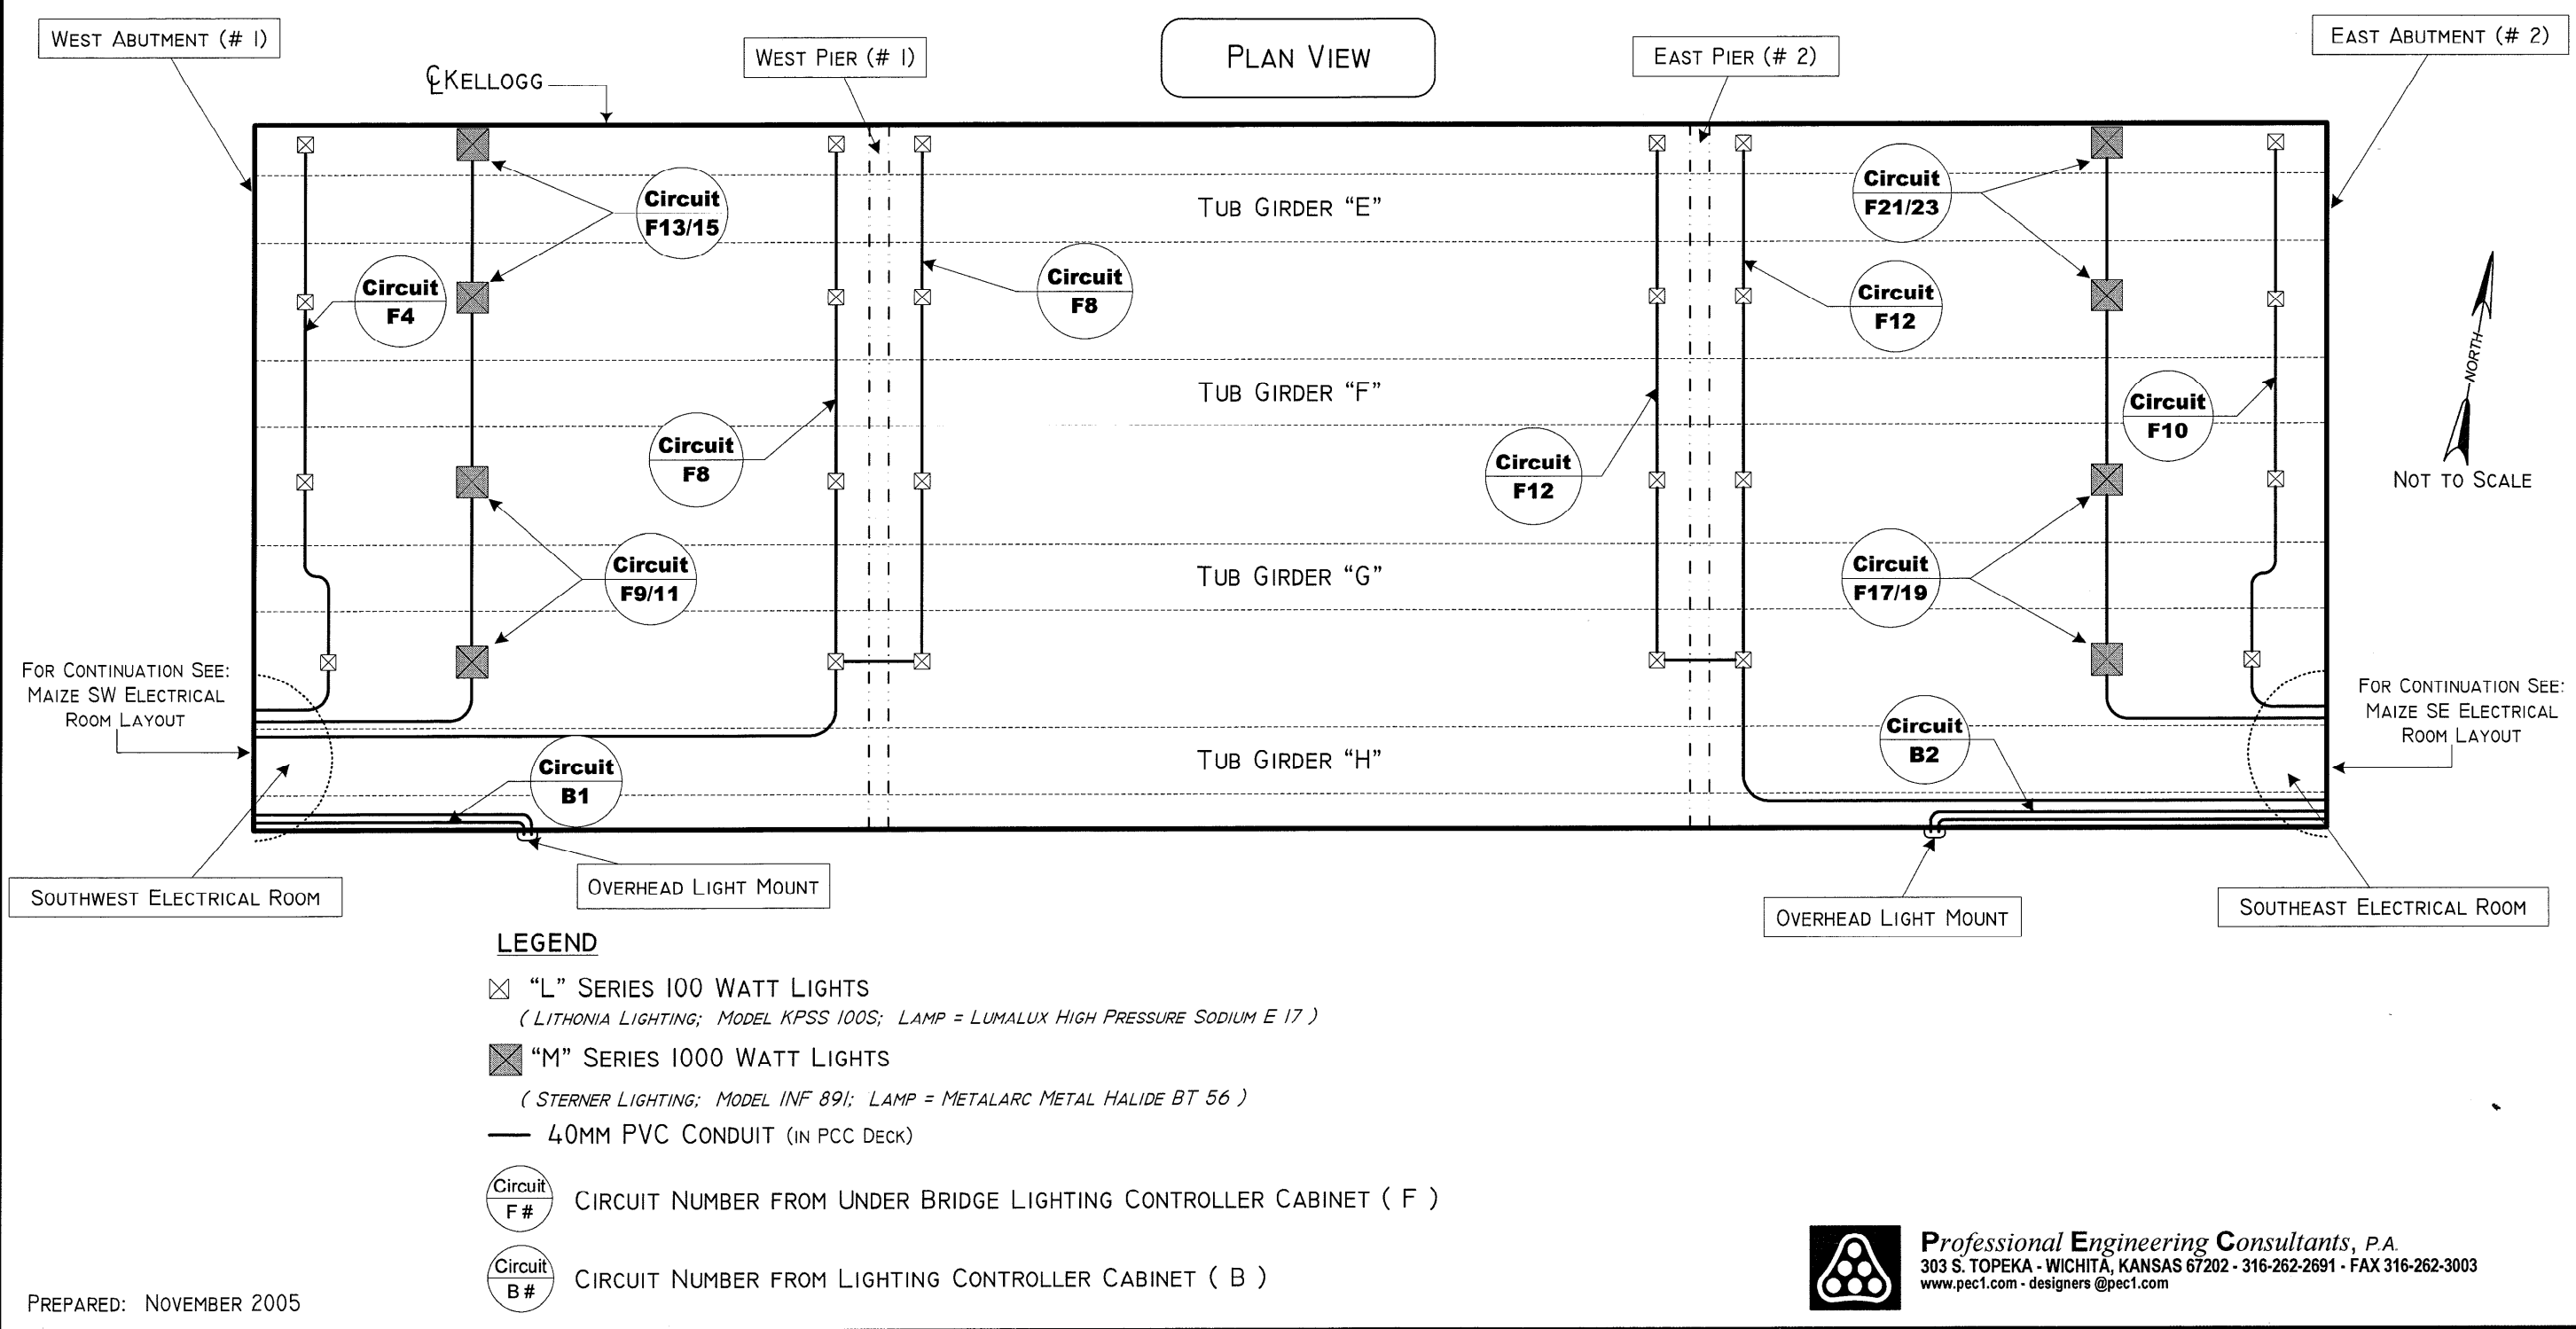 WEST ABUTMENT (# 1)
℄ KELLOGG
WEST PIER (# 1)
PLAN VIEW
EAST PIER (# 2)
EAST ABUTMENT (# 2)
Circuit
F13/15
Circuit
F4
Circuit
F8
Circuit
F8
Circuit
F9/11
TUB GIRDER “E”
TUB GIRDER “F”
TUB GIRDER “G”
TUB GIRDER “H”
Circuit
F21/23
Circuit
F12
Circuit
F12
Circuit
F10
Circuit
F17/19
NORTH
NOT TO SCALE
FOR CONTINUATION SEE:
MAIZE SW ELECTRICAL
ROOM LAYOUT
Circuit
B1
Circuit
B2
FOR CONTINUATION SEE:
MAIZE SE ELECTRICAL
ROOM LAYOUT
SOUTHWEST ELECTRICAL ROOM
OVERHEAD LIGHT MOUNT
OVERHEAD LIGHT MOUNT
SOUTHEAST ELECTRICAL ROOM
LEGEND
“L” SERIES 100 WATT LIGHTS
( LITHONIA LIGHTING; MODEL KPSS 100S; LAMP = LUMALUX HIGH PRESSURE SODIUM E 17 )
“M” SERIES 1000 WATT LIGHTS
( STERNER LIGHTING; MODEL INF 891; LAMP = METALARC METAL HALIDE BT 56 )
40MM PVC CONDUIT (IN PCC DECK)
Circuit
F #
CIRCUIT NUMBER FROM UNDER BRIDGE LIGHTING CONTROLLER CABINET ( F )
Circuit
B #
CIRCUIT NUMBER FROM LIGHTING CONTROLLER CABINET ( B )
PREPARED: NOVEMBER 2005
Professional Engineering Consultants, P.A.
303 S. TOPEKA - WICHITA, KANSAS 67202 - 316-262-2691 - FAX 316-262-3003
www.pec1.com - designers @pec1.com